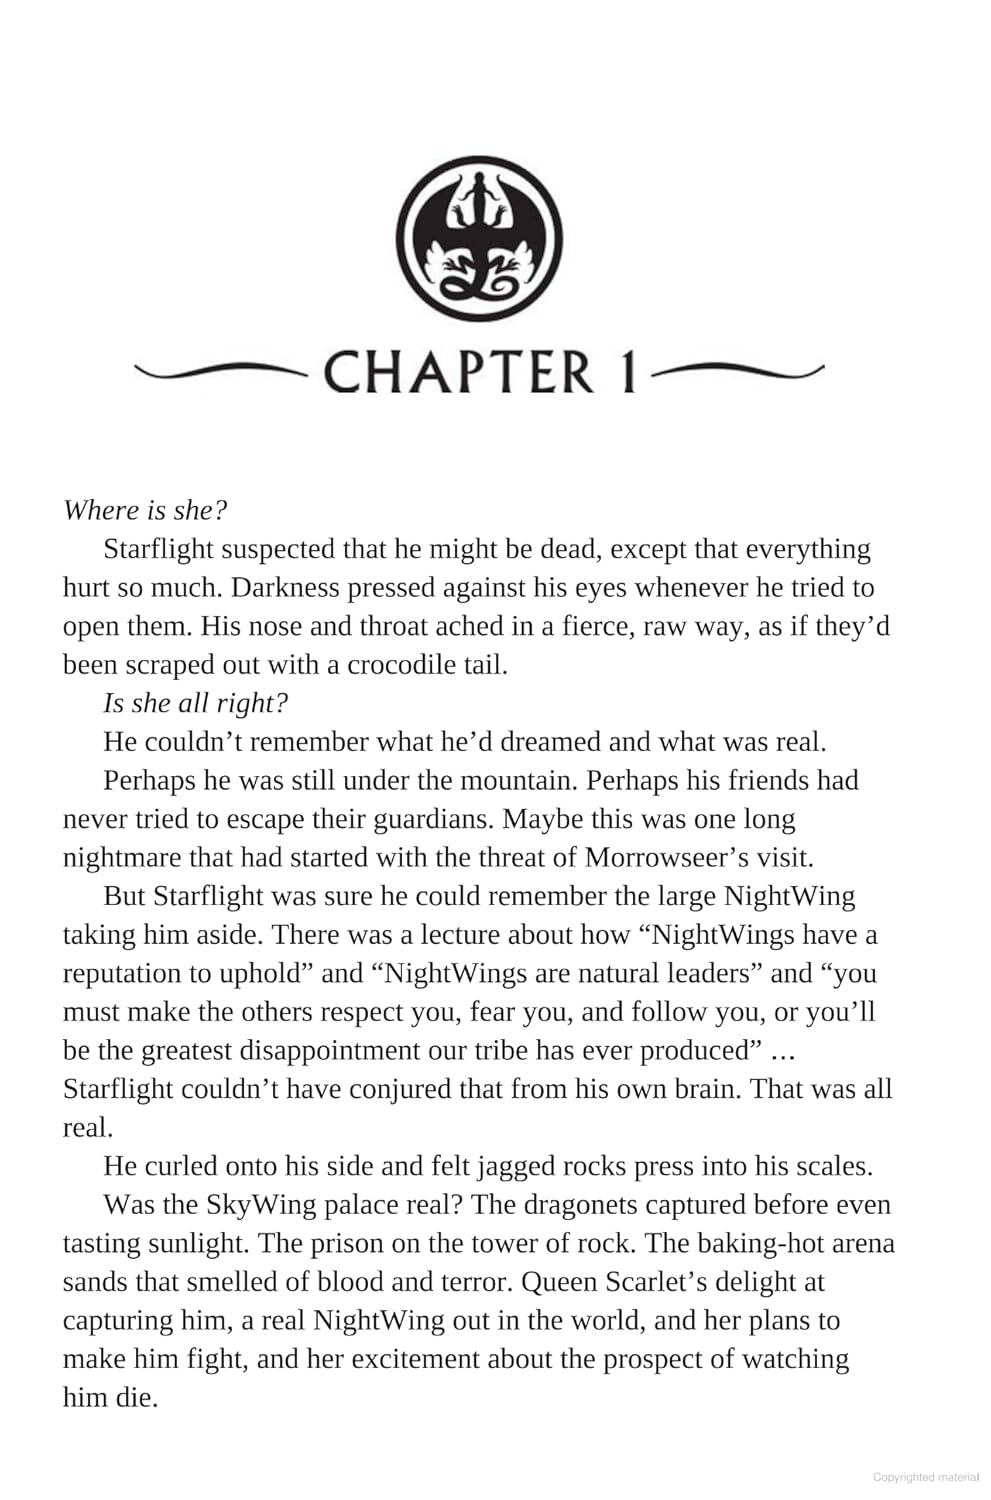 CHAPTER 1
Where is she?
Starflight suspected that he might be dead, except that everything
hurt so much. Darkness pressed against his eyes whenever he tried to
open them. His nose and throat ached in a fierce, raw way, as if they’d
been scraped out with a crocodile tail.
Is she all right?
He couldn’t remember what he’d dreamed and what was real.
Perhaps he was still under the mountain. Perhaps his friends had
never tried to escape their guardians. Maybe this was one long
nightmare that had started with the threat of Morrowseer’s visit.
But Starflight was sure he could remember the large NightWing
taking him aside. There was a lecture about how “NightWings have a
reputation to uphold” and “NightWings are natural leaders” and “you
must make the others respect you, fear you, and follow you, or you’ll
be the greatest disappointment our tribe has ever produced” …
Starflight couldn’t have conjured that from his own brain. That was all
real.
He curled onto his side and felt jagged rocks press into his scales.
Was the SkyWing palace real? The dragonets captured before even
tasting sunlight. The prison on the tower of rock. The baking-hot arena
sands that smelled of blood and terror. Queen Scarlet’s delight at
capturing him, a real NightWing out in the world, and her plans to
make him fight, and her excitement about the prospect of watching
him die.
Copyrighted material